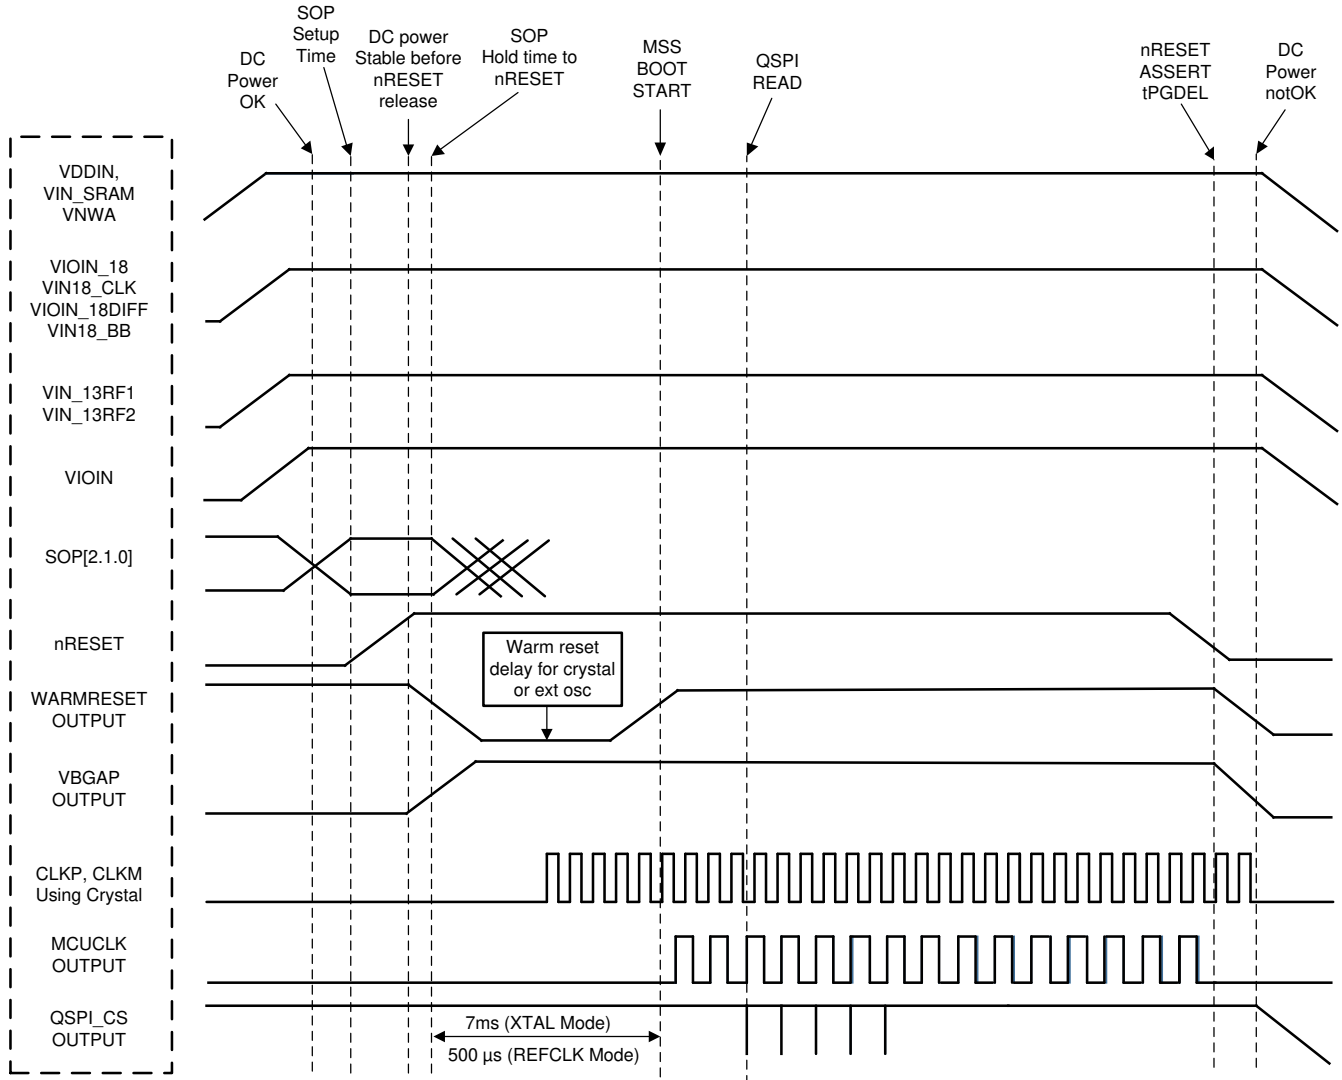 SOP
Setup
Time
DC
Power
OK
DC power
Stable before
nRESET
release
SOP
Hold time to
nRESET
MSS
BOOT
START
QSPI
READ
nRESET
ASSERT
tPGDEL
DC
Power
notOK
VDDIN,
VIN_SRAM
VNWA
VIOIN_18
VIN18_CLK
VIOIN_18DIFF
VIN18_BB
VIN_13RF1
VIN_13RF2
VIOIN
SOP[2.1.0]
nRESET
Warm reset
delay for crystal
or ext osc
WARMRESET
OUTPUT
VBGAP
OUTPUT
CLKP, CLKM
Using Crystal
MCUCLK
OUTPUT
QSPI_CS
OUTPUT
7ms (XTAL Mode)
500 µs (REFCLK Mode)